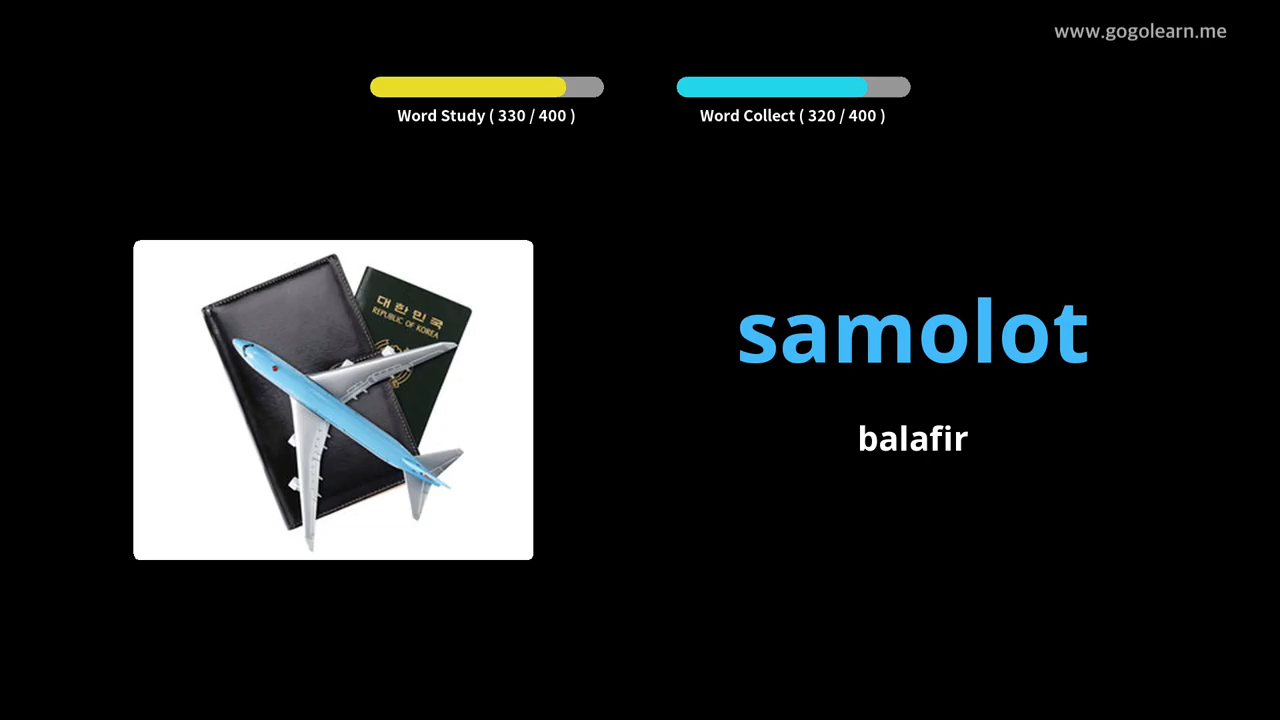 www.gogolearn.me
Word Study ( 330 / 400 )
Word Collect ( 320 / 400 )
대한민국
REPUBLIC OF KOREA
samolot
balafir